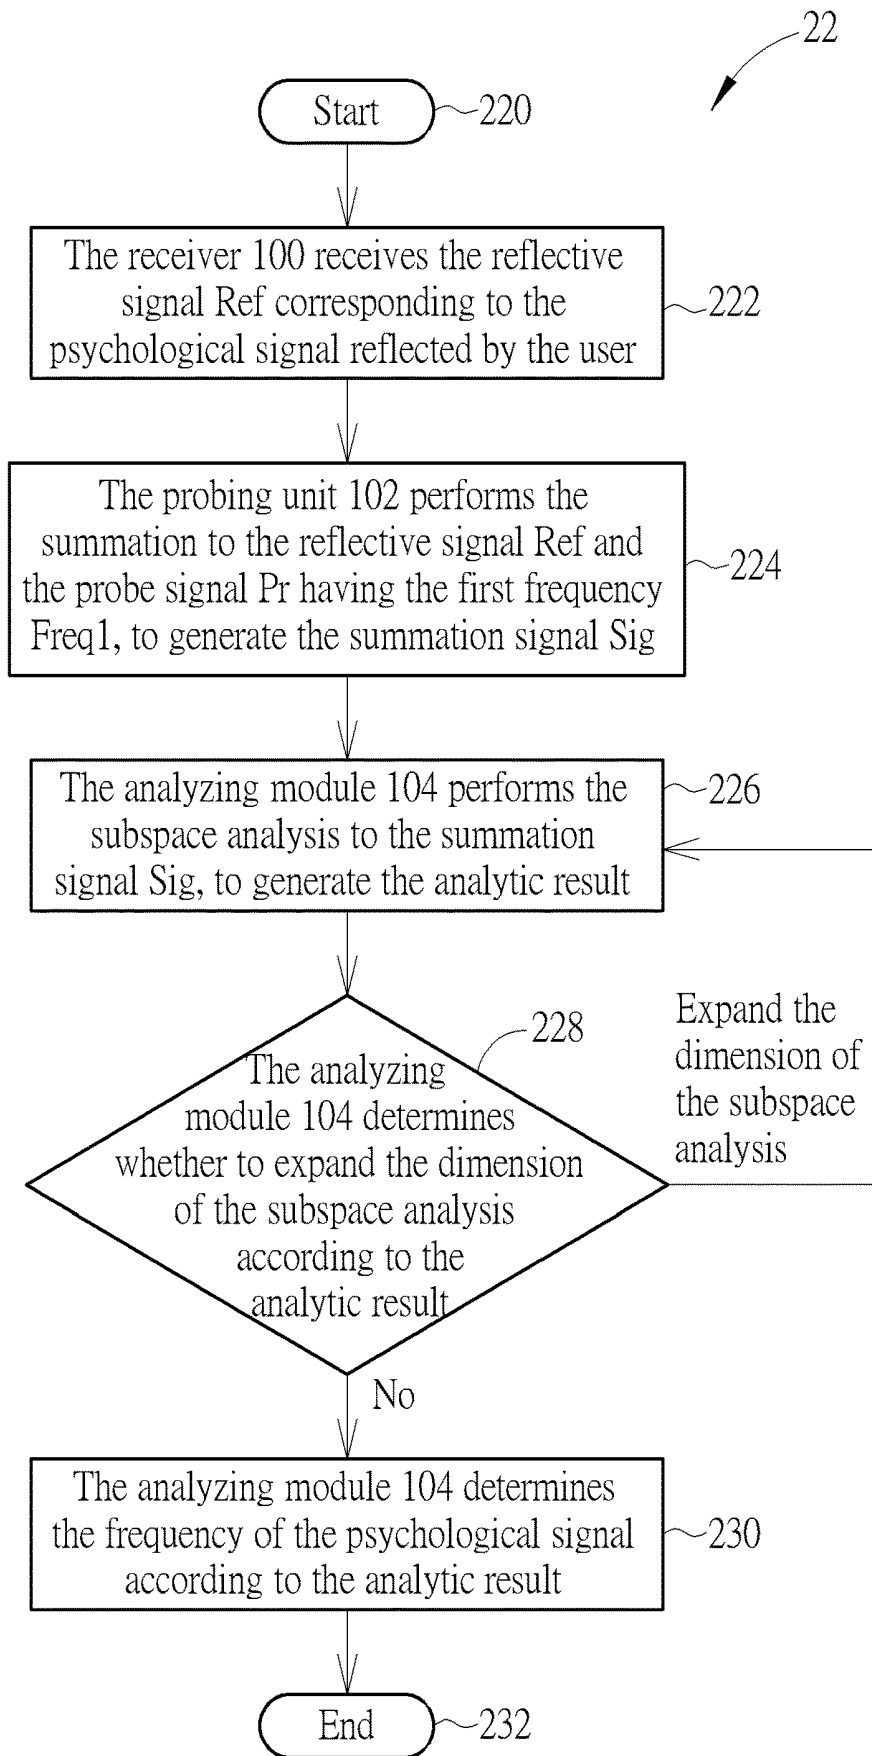 22
Start
220
The receiver 100 receives the reflective
signal Ref corresponding to the
psychological signal reflected by the user
222
The probing unit 102 performs the
summation to the reflective signal Ref and
the probe signal Pr having the first frequency
Freq1, to generate the summation signal Sig
224
The analyzing module 104 performs the
subspace analysis to the summation
signal Sig, to generate the analytic result
226
228
The analyzing
module 104 determines
whether to expand the dimension
of the subspace analysis
according to the
analytic result
Expand the
dimension of
the subspace
analysis
No
The analyzing module 104 determines
the frequency of the psychological signal
according to the analytic result
230
End
232